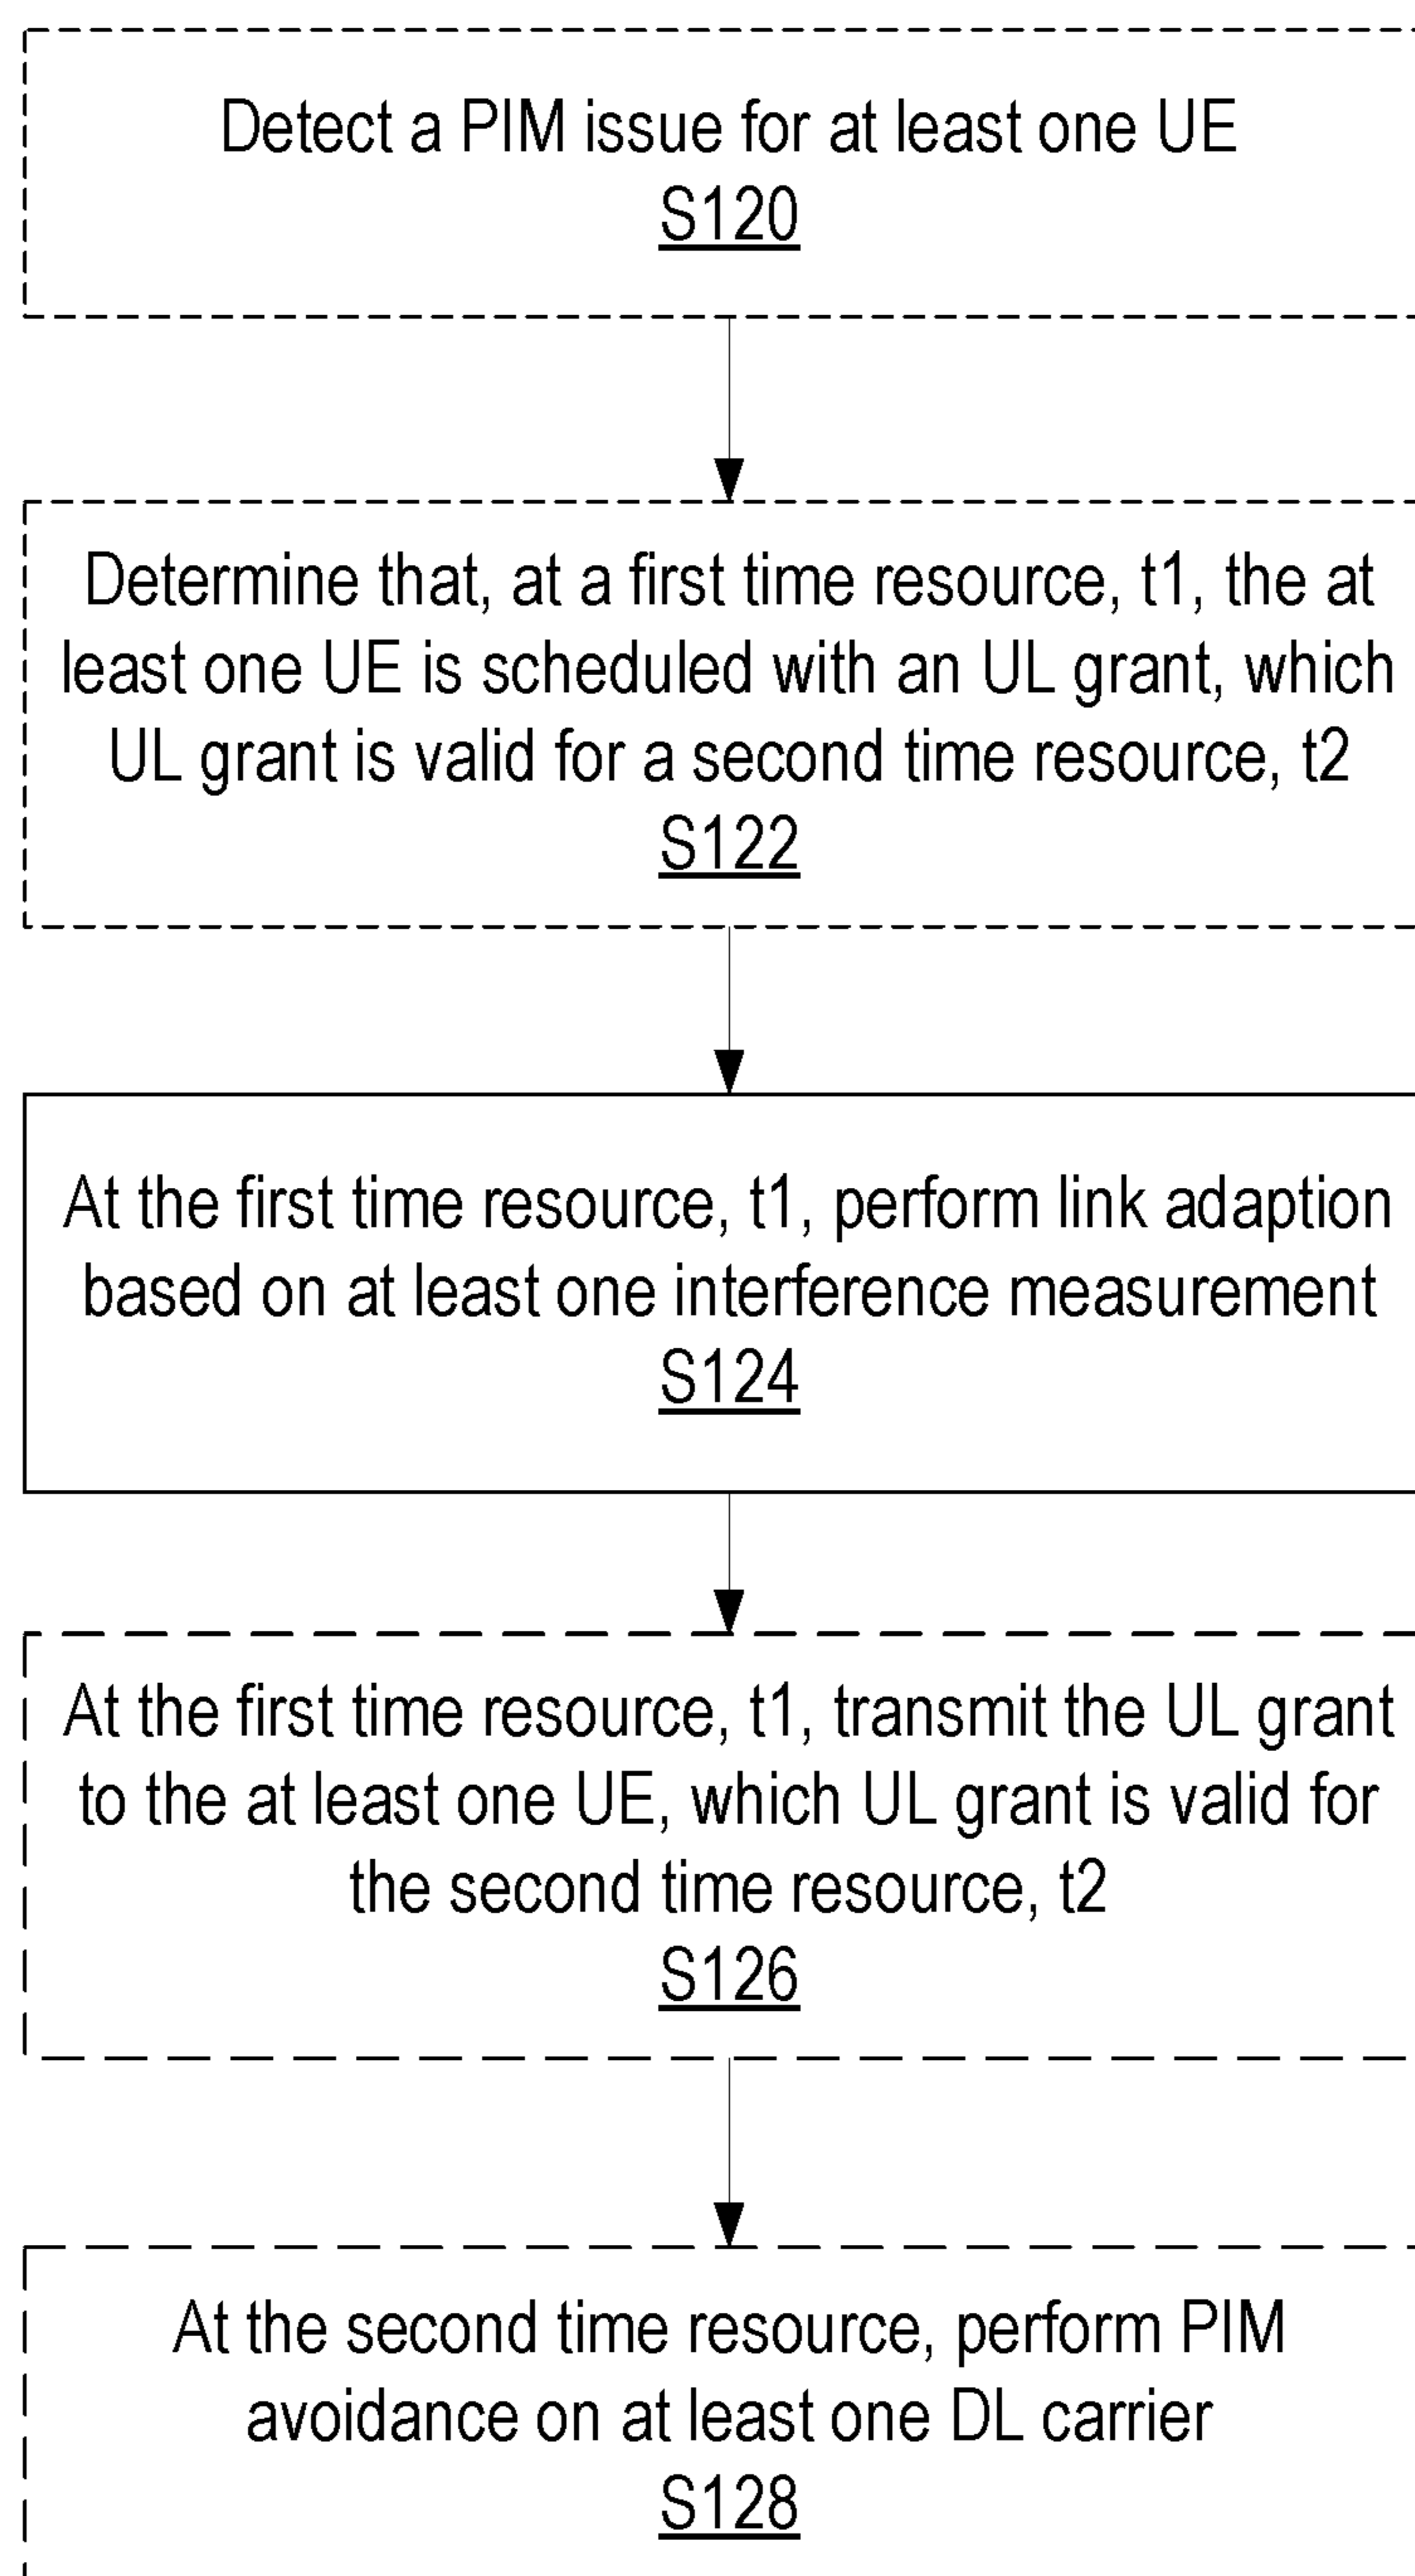 Detect a PIM issue for at least one UE
S120
Determine that, at a first time resource, t1, the at
least one UE is scheduled with an UL grant, which
UL grant is valid for a second time resource, t2
S122
At the first time resource, t1, perform link adaption
based on at least one interference measurement
S124
At the first time resource, t1, transmit the UL grant
to the at least one UE, which UL grant is valid for
the second time resource, t2
S126
At the second time resource, perform PIM
avoidance on at least one DL carrier
S128